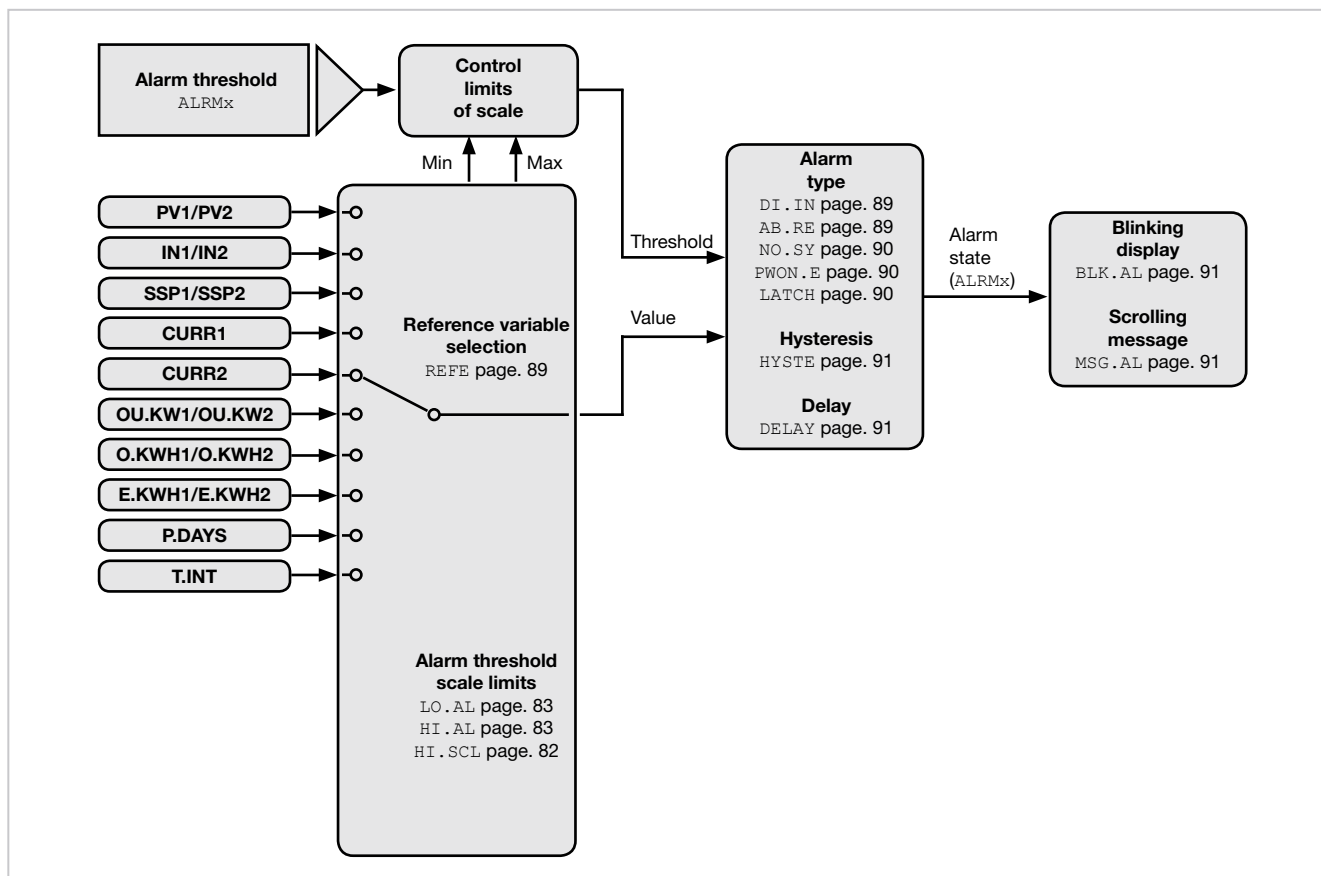 Alarm threshold
ALRMx
Control
limits
of scale
Min
Max
PV1/PV2
IN1/IN2
SSP1/SSP2
CURR1
CURR2
OU.KW1/OU.KW2
O.KWH1/O.KWH2
E.KWH1/E.KWH2
P.DAYS
T.INT
Reference variable
selection
REFE page. 89
Alarm threshold
scale limits
LO.AL page. 83
HI.AL page. 83
HI.SCL page. 82
Threshold
Value
Alarm
type
DI.IN page. 89
AB.RE page. 89
NO.SY page. 90
PWON.E page. 90
LATCH page. 90
Hysteresis
HYSTE page. 91
Delay
DELAY page. 91
Alarm
state
(ALRMx)
Blinking
display
BLK.AL page. 91
Scrolling
message
MSG.AL page. 91